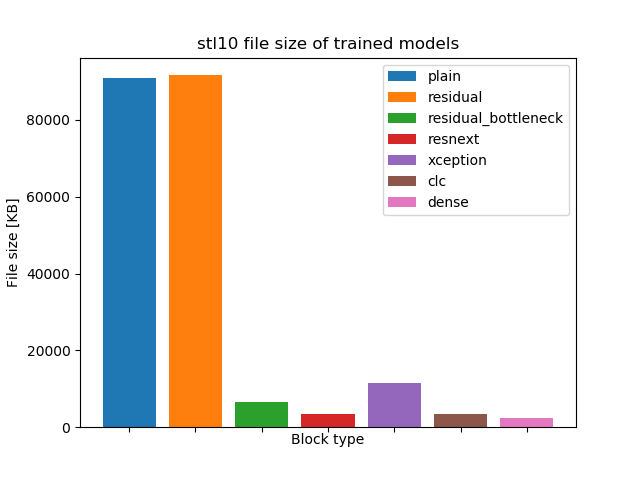 stl10 file size of trained models
plain
residual
residual_bottleneck
resnext
xception
clc
dense
80000
60000
40000
20000
0
File size [KB]
Block type